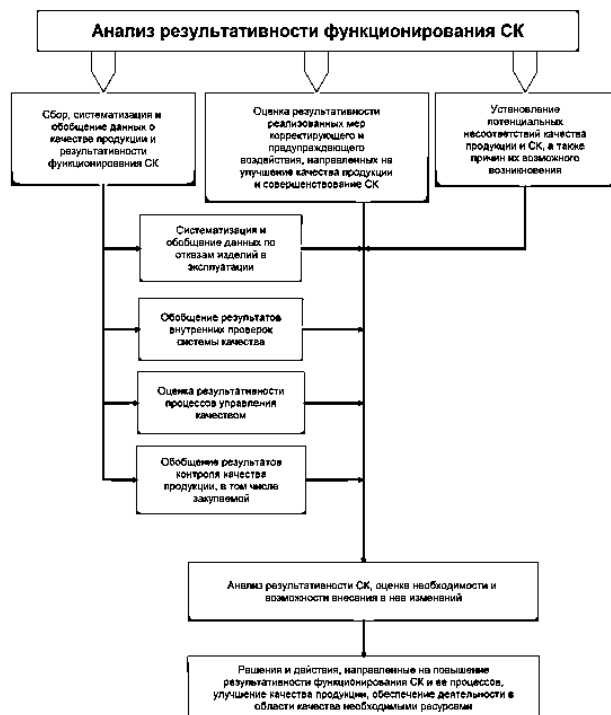 Анализ результативности функционирования СК
Сбор, систематизация и
обобщение данных о
качестве продукции и
результативности
функционирования СК
Оценка результативности
реализованных мер
корректирующего и
предупреждающего
воздействия, направленных на
улучшение качества продукции
и совершенствование СК
Установление
потенциальных
несоответствий качества
продукции и СК, а также
причин их возможного
возникновения
Систематизация и
обобщение данных по
отказам изделий в
эксплуатации
Обобщение результатов
внутренних проверок
системы качества
Оценка результативности
процессов управления
качеством
Обобщение результатов
контроля качества
продукции, в том числе
закупаемой
Анализ результативности СК, оценка необходимости и
возможности внесения в нее изменений
Решения и действия, направленные на повышение
результативности функционирования СК и ее процессов,
улучшение качества продукции, обеспечение деятельности в
области качества необходимыми ресурсами